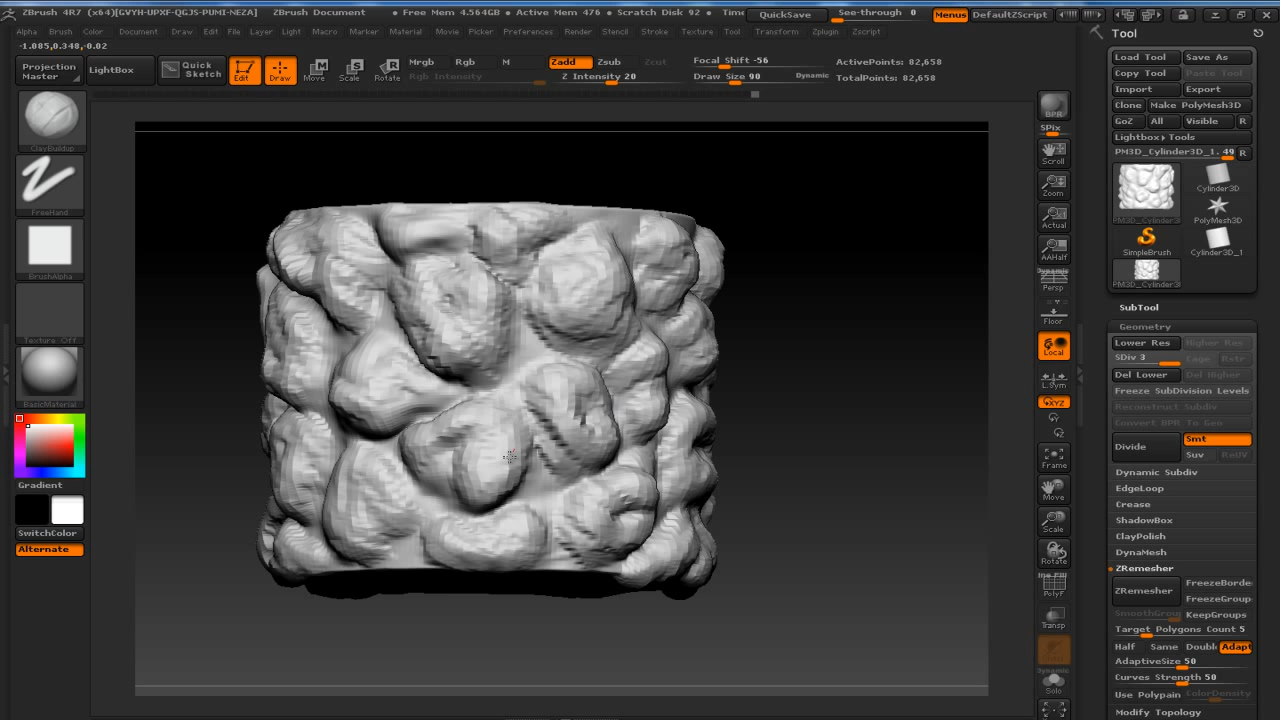 ZBrush 4R7 (x64)[GVYH-UPXF-QGJS-PUMI-NEZA] ZBrush Document • Free Mem 4.564GB • Active Mem 476 • Scratch Disk 92 • Time QuickSave See-through 0 Menus DefaultZScript
Alpha Brush Color Document Draw Edit File Layer Light Macro Marker Material Movie Picker Preferences Render Stencil Stroke Texture Tool Transform Zplugin Zscript
-1.085,0.348,-0.02
Projection Master
LightBox
Quick Sketch
Edit
Draw
Move
Scale
Rotate
Mrgb Rgb M
Rgb Intensity
Zadd Zsub Zcut
Z Intensity 20
Focal Shift -56
Draw Size 90 Dynamic
ActivePoints: 82,658
TotalPoints: 82,658
ClayBuildup
FreeHand
BrushAlpha
Texture Off
BasicMaterial
Gradient
SwitchColor
Alternate
BPR
SPix
Scroll
Zoom
Actual
AAHalf
Dynamic
Persp
Floor
Local
L.Sym
XYZ
Frame
Move
Scale
Rotate
PolyF
Transp
Dynamic
Solo
Tool
Load Tool Save As
Copy Tool Paste Tool
Import Export
Clone Make PolyMesh3D
GoZ All Visible R
Lightbox▸Tools
PM3D_Cylinder3D_1. 49 R
PM3D_Cylinder3D
Cylinder3D
PolyMesh3D
SimpleBrush
Cylinder3D_1
PM3D_Cylinder3D
SubTool
Geometry
Lower Res Higher Res
SDiv 3 Cage Rstr
Del Lower Del Higher
Freeze SubDivision Levels
Reconstruct Subdiv
Convert BPR To Geo
Divide Smt
Suv ReUV
Dynamic Subdiv
EdgeLoop
Crease
ShadowBox
ClayPolish
DynaMesh
ZRemesher
ZRemesher FreezeBorde
FreezeGroup
SmoothGrou KeepGroups
Target Polygons Count 5
Half Same Double Adapt
AdaptiveSize 50
Curves Strength 50
Use Polypain ColorDensity
Modify Topology